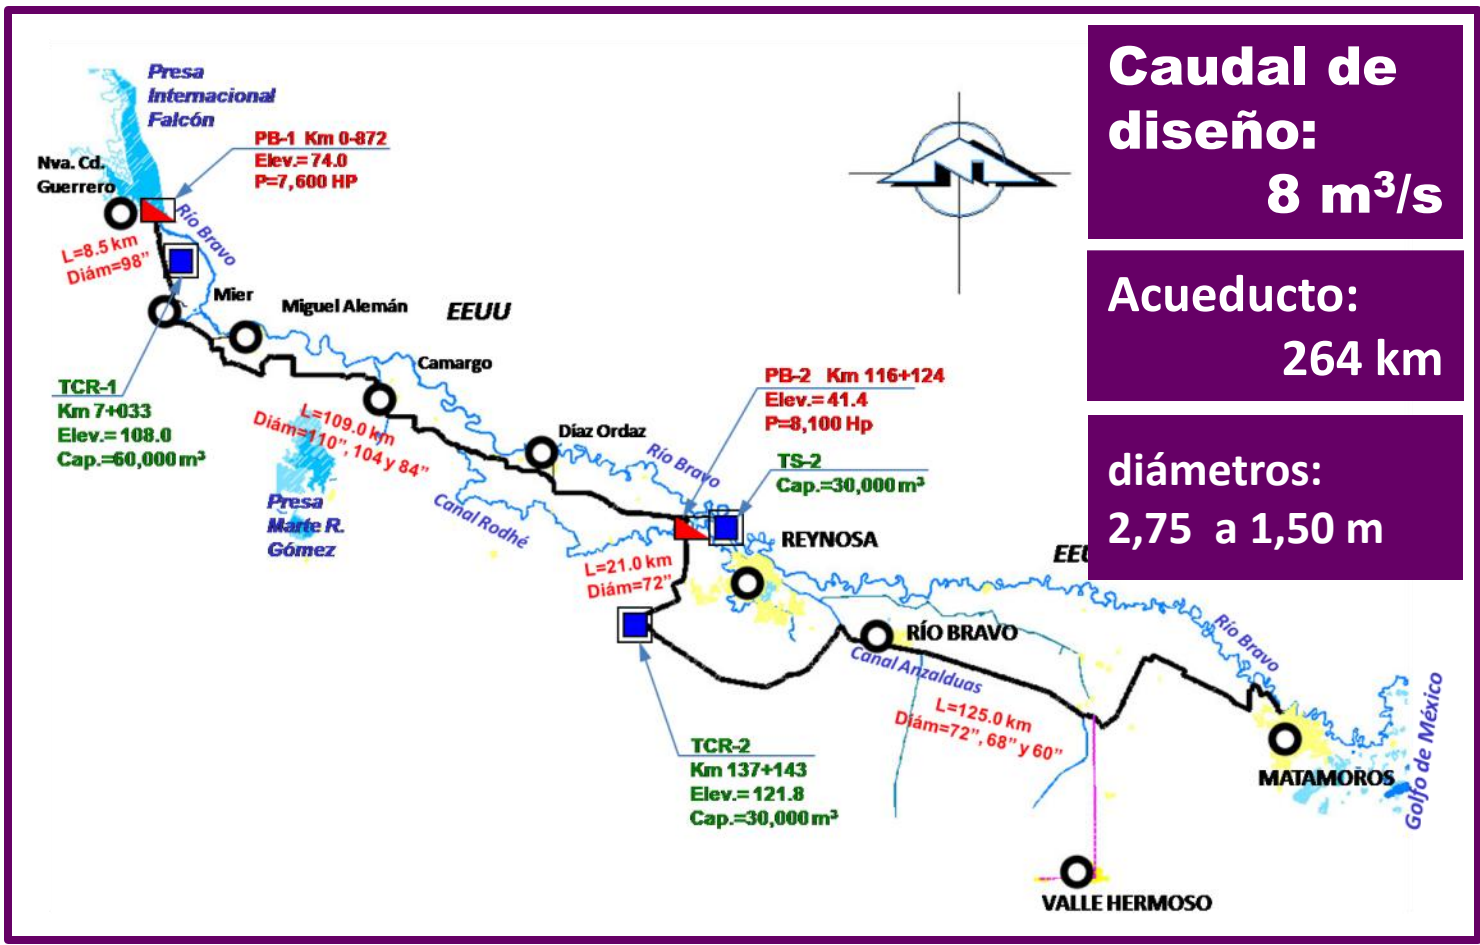 Caudal de
diseño:
8 m³/s
Acueducto:
264 km
diámetros:
2,75 a 1,50 m
Presa
Internacional
Falcón
PB-1 Km 0-872
Elev.= 74.0
P=7,600 HP
Nva. Cd.
Guerrero
Río Bravo
L=8.5 km
Diám=98”
Mier
Miguel Alemán
EEUU
Camargo
TCR-1
Km 7+033
Elev.= 108.0
Cap.=60,000 m³
L=109.0 km
Diám=110”, 104 y 84”
PB-2 Km 116+124
Elev.= 41.4
P=8,100 Hp
Díaz Ordaz
Río Bravo
TS-2
Cap.=30,000 m³
Presa
Marte R.
Gómez
Canal Rodhé
REYNOSA
EEU
L=21.0 km
Diám=72”
RÍO BRAVO
Río Bravo
Canal Anzalduas
L=125.0 km
Diám=72”, 68” y 60”
TCR-2
Km 137+143
Elev.= 121.8
Cap.=30,000 m³
MATAMOROS
Golfo de México
VALLE HERMOSO